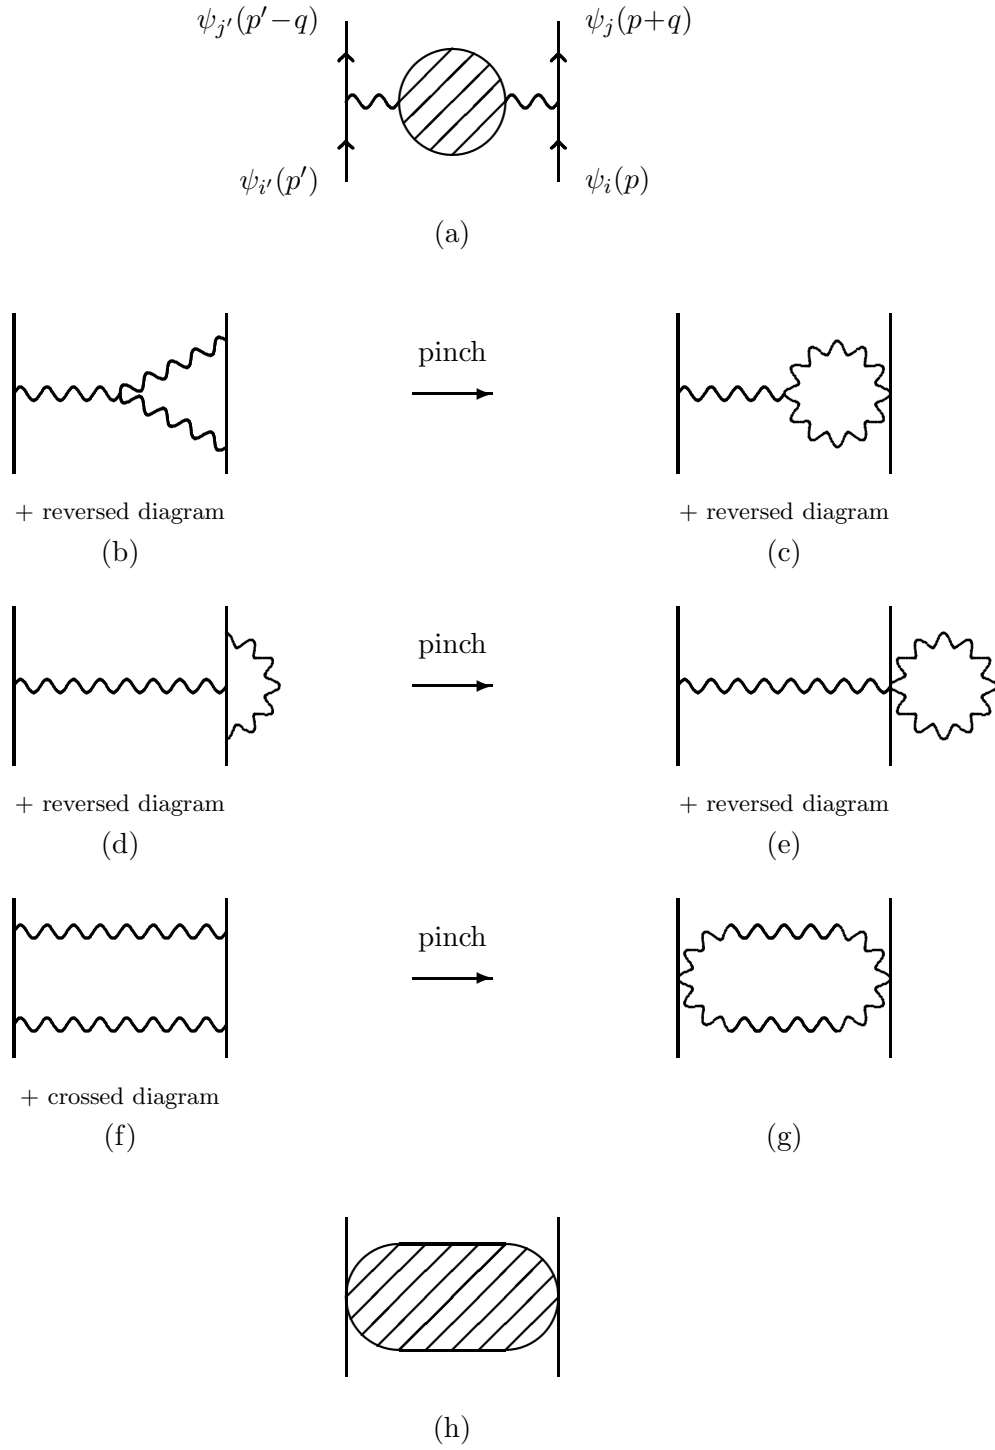 ψ_{j′}(p′−q) ψ_j(p+q)
ψ_{i′}(p′) ψ_i(p)
(a)
pinch
+ reversed diagram + reversed diagram
(b) (c)
pinch
+ reversed diagram + reversed diagram
(d) (e)
pinch
+ crossed diagram
(f) (g)
(h)